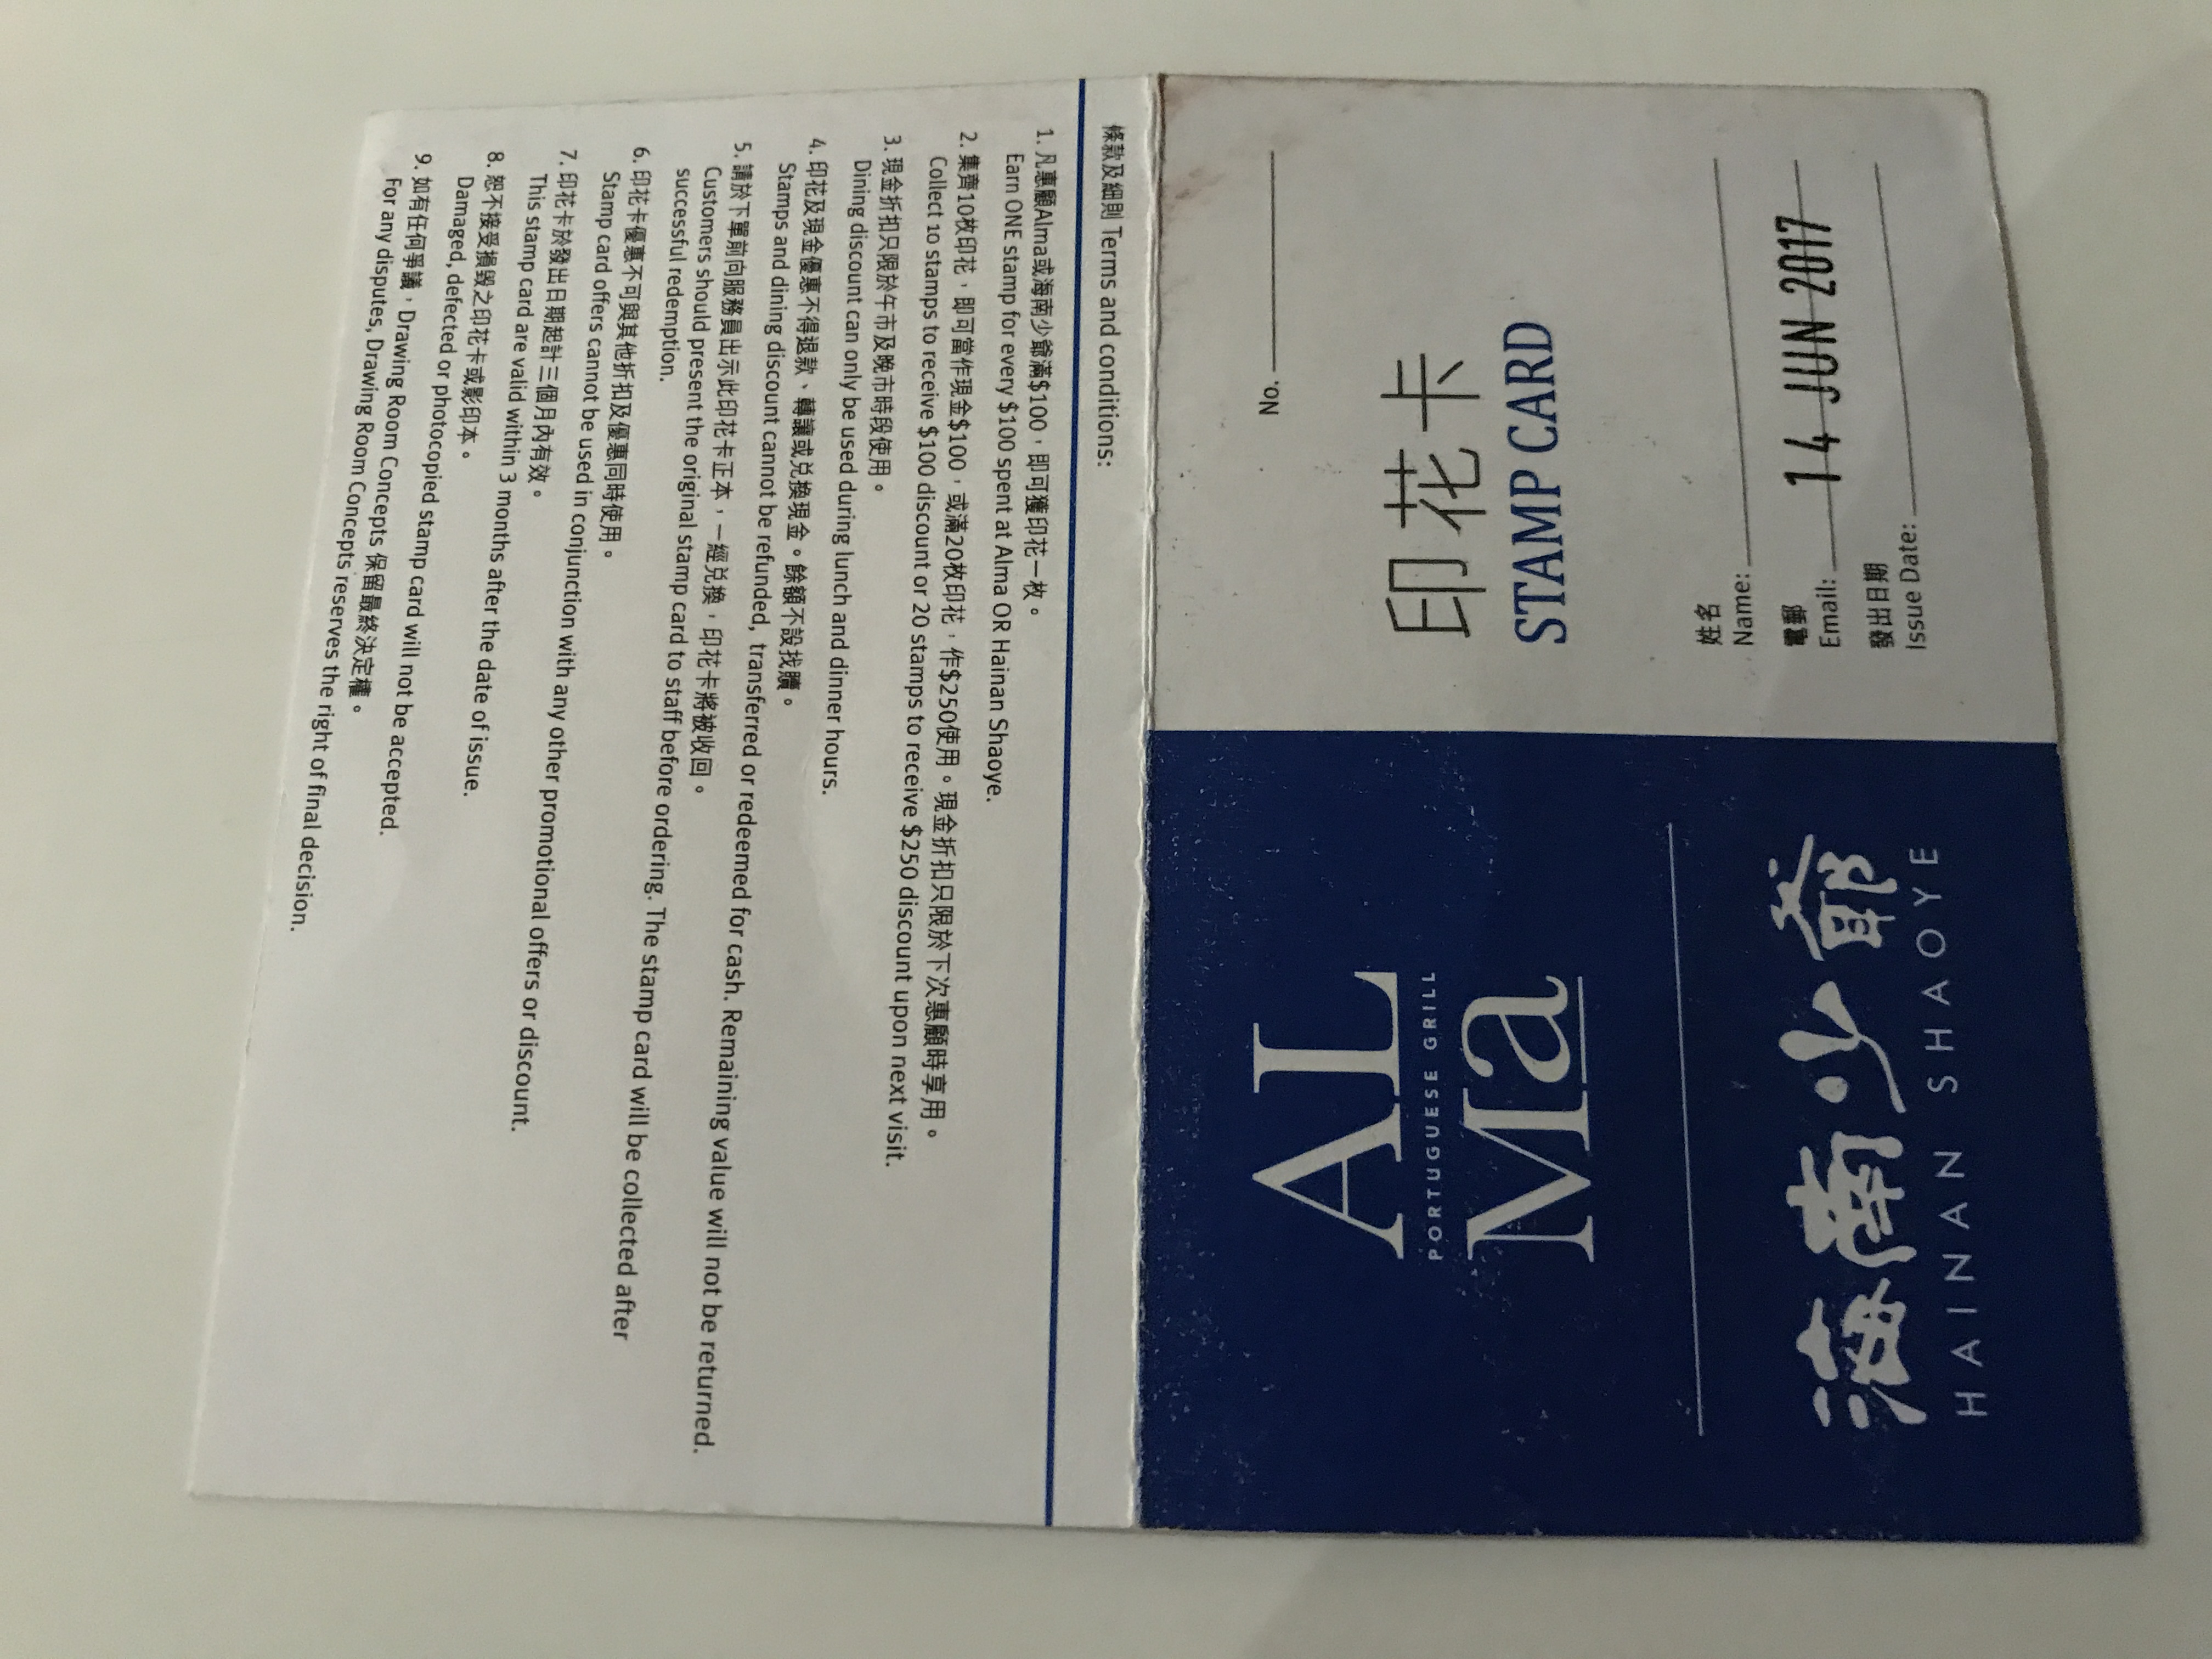 印花卡
STAMP CARD
No.
姓名
Name:
電郵
Email:
14 JUN 2017
發出日期
Issue Date:
AL
PORTUGUESE GRILL
Ma
海南少爺
HAINAN SHAOYE
條款及細則 Terms and conditions:
1. 凡惠顧Alma或海南少爺滿$100，即可獲印花一枚。
Earn ONE stamp for every $100 spent at Alma OR Hainan Shaoye.
2. 集齊10枚印花，即可當作現金$100，或滿20枚印花，作$250使用。現金折扣只限於下次惠顧時享用。
Collect 10 stamps to receive $100 discount or 20 stamps to receive $250 discount upon next visit.
3. 現金折扣只限於午市及晚市時段使用。
Dining discount can only be used during lunch and dinner hours.
4. 印花及現金優惠不得退款、轉讓或兌換現金。餘額不設找贖。
Stamps and dining discount cannot be refunded, transferred or redeemed for cash. Remaining value will not be returned.
5. 請於下單前向服務員出示此印花卡正本，一經兌換，印花卡將被收回。
Customers should present the original stamp card to staff before ordering. The stamp card will be collected after
successful redemption.
6. 印花卡優惠不可與其他折扣及優惠同時使用。
Stamp card offers cannot be used in conjunction with any other promotional offers or discount.
7. 印花卡於發出日期起計三個月內有效。
This stamp card are valid within 3 months after the date of issue.
8. 恕不接受損毀之印花卡或影印本。
Damaged, defected or photocopied stamp card will not be accepted.
9. 如有任何爭議，Drawing Room Concepts 保留最終決定權。
For any disputes, Drawing Room Concepts reserves the right of final decision.